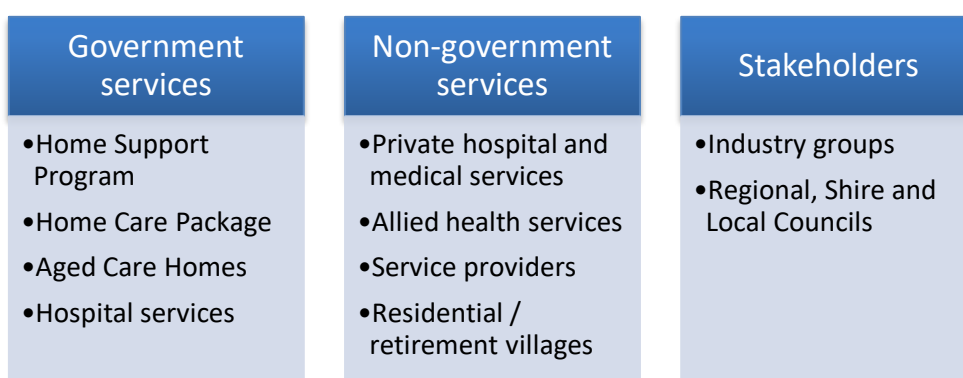 Government
services
•Home Support
Program
•Home Care Package
•Aged Care Homes
•Hospital services
Non-government
services
•Private hospital and
medical services
•Allied health services
•Service providers
•Residential /
retirement villages
Stakeholders
•Industry groups
•Regional, Shire and
Local Councils